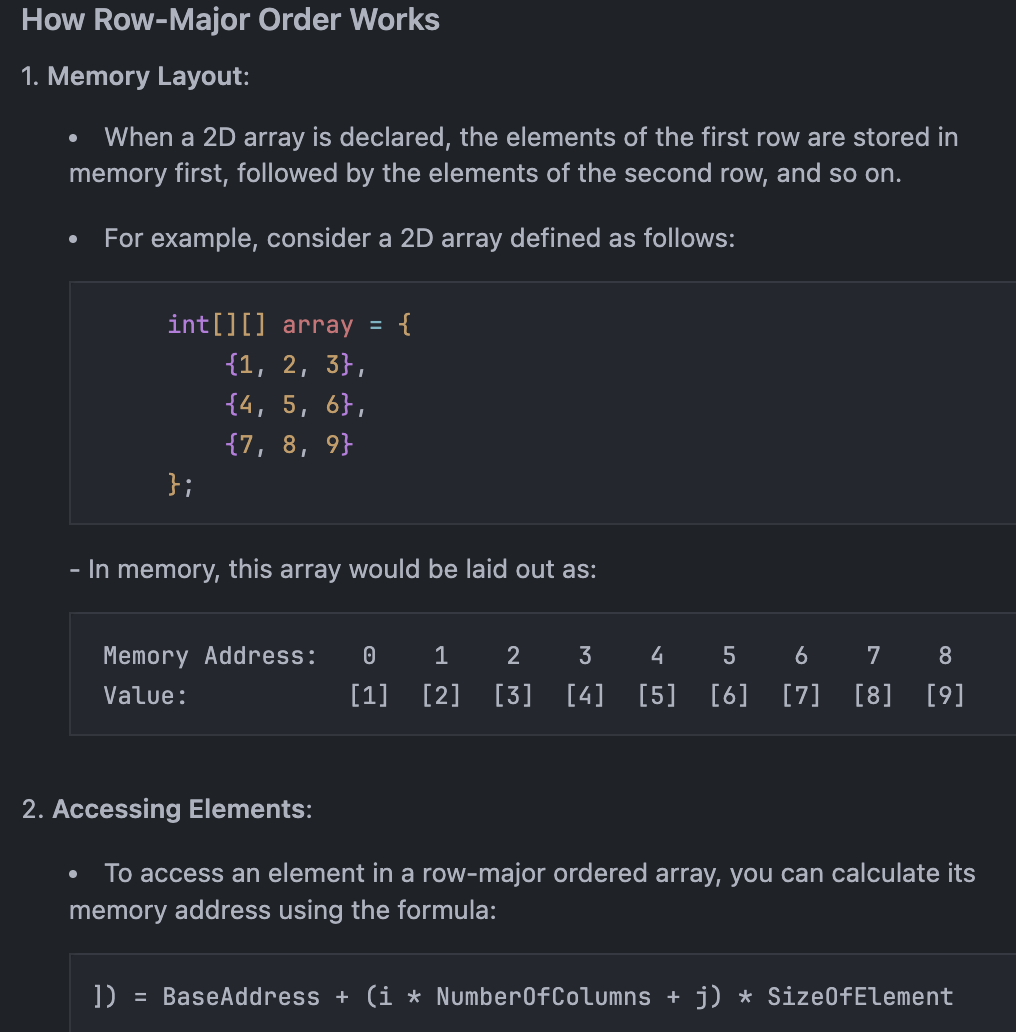 How Row-Major Order Works
1. Memory Layout:
• When a 2D array is declared, the elements of the first row are stored in
memory first, followed by the elements of the second row, and so on.
• For example, consider a 2D array defined as follows:
int[][] array = {
{1, 2, 3},
{4, 5, 6},
{7, 8, 9}
};
- In memory, this array would be laid out as:
Memory Address: 0 1 2 3 4 5 6 7 8
Value: [1] [2] [3] [4] [5] [6] [7] [8] [9]
2. Accessing Elements:
• To access an element in a row-major ordered array, you can calculate its
memory address using the formula:
]) = BaseAddress + (i * NumberOfColumns + j) * SizeOfElement